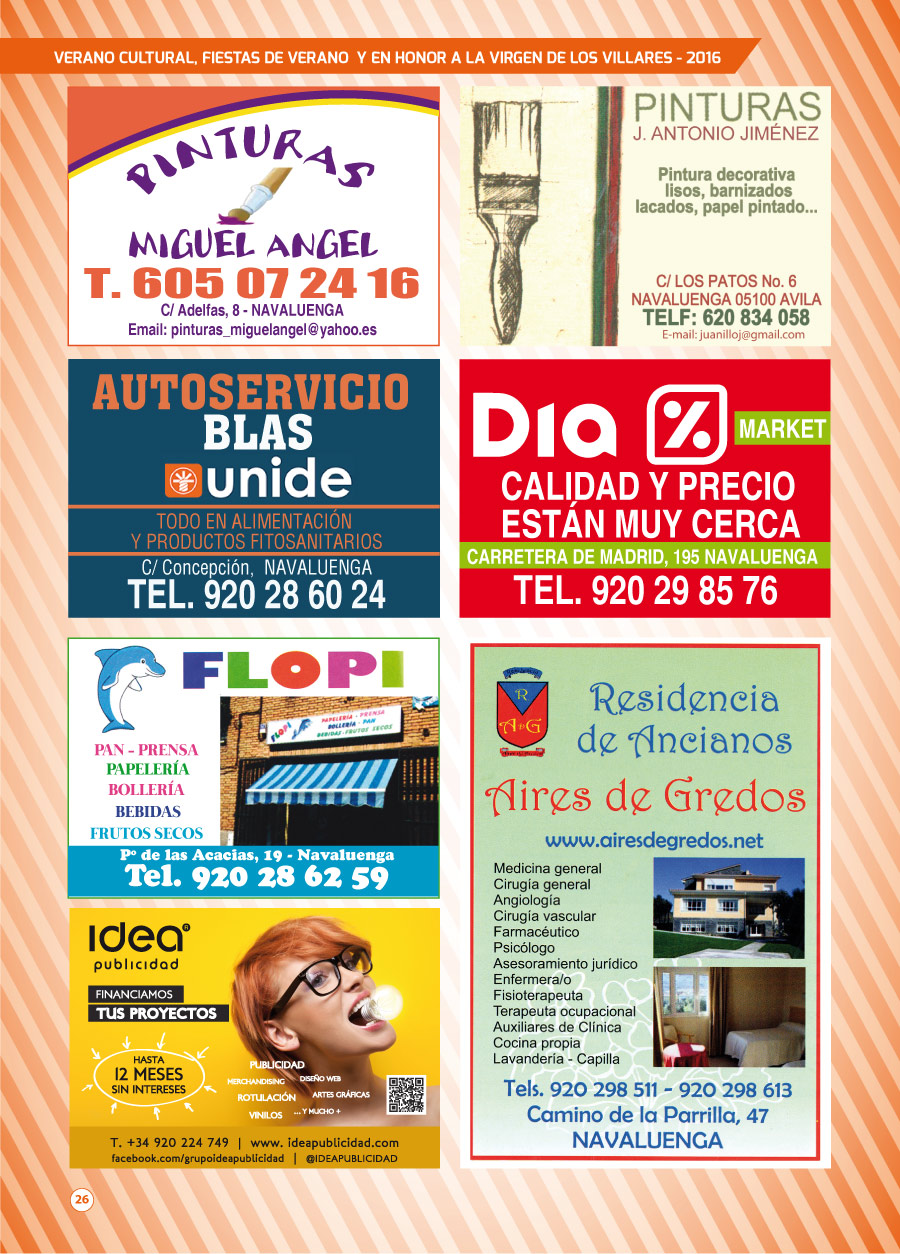 VERANO CULTURAL, FIESTAS DE VERANO Y EN HONOR A LA VIRGEN DE LOS VILLARES - 2016
PINTURAS
MIGUEL ANGEL
T. 605 07 24 16
C/ Adelfas, 8 - NAVALUENGA
Email: pinturas_miguelangel@yahoo.es
PINTURAS
J. ANTONIO JIMÉNEZ
Pintura decorativa
lisos, barnizados
lacados, papel pintado...
C/ LOS PATOS No. 6
NAVALUENGA 05100 AVILA
TELF: 620 834 058
E-mail: juanilloj@gmail.com
AUTOSERVICIO
BLAS
unide
TODO EN ALIMENTACIÓN
Y PRODUCTOS FITOSANITARIOS
C/ Concepción, NAVALUENGA
TEL. 920 28 60 24
Dia %
MARKET
CALIDAD Y PRECIO
ESTÁN MUY CERCA
CARRETERA DE MADRID, 195 NAVALUENGA
TEL. 920 29 85 76
FLOPI
FLOPI
PAPELERÍA - PRENSA
BOLLERÍA - PAN
BEBIDAS-FRUTOS SECOS
PAN - PRENSA
PAPELERÍA
BOLLERÍA
BEBIDAS
FRUTOS SECOS
Pº de las Acacias, 19 - Navaluenga
Tel. 920 28 62 59
R
A de G
Residencia
de Ancianos
Aires de Gredos
www.airesdegredos.net
Medicina general
Cirugía general
Angiología
Cirugía vascular
Farmacéutico
Psicólogo
Asesoramiento jurídico
Enfermera/o
Fisioterapeuta
Terapeuta ocupacional
Auxiliares de Clínica
Cocina propia
Lavandería - Capilla
Tels. 920 298 511 - 920 298 613
Camino de la Parrilla, 47
NAVALUENGA
idea®
publicidad
FINANCIAMOS
TUS PROYECTOS
HASTA
12 MESES
SIN INTERESES
PUBLICIDAD
MERCHANDISING DISEÑO WEB
ROTULACIÓN ARTES GRÁFICAS
VINILOS ... Y MUCHO +
T. +34 920 224 749 | www. ideapublicidad.com
facebook.com/grupoideapublicidad | @IDEAPUBLICIDAD
26